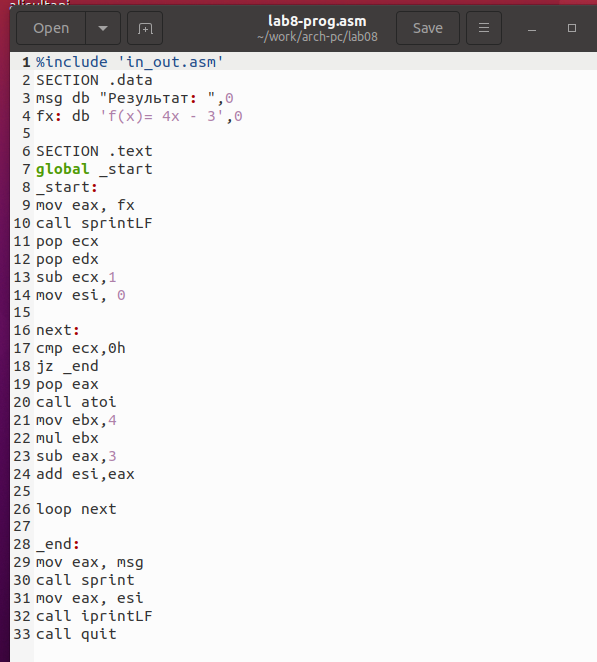 Open
lab8-prog.asm
~/work/arch-pc/lab08
Save
1 %include 'in_out.asm'
2 SECTION .data
3 msg db "Результат: ",0
4 fx: db 'f(x)= 4x - 3',0
5
6 SECTION .text
7 global _start
8 _start:
9 mov eax, fx
10 call sprintLF
11 pop ecx
12 pop edx
13 sub ecx,1
14 mov esi, 0
15
16 next:
17 cmp ecx,0h
18 jz _end
19 pop eax
20 call atoi
21 mov ebx,4
22 mul ebx
23 sub eax,3
24 add esi,eax
25
26 loop next
27
28 _end:
29 mov eax, msg
30 call sprint
31 mov eax, esi
32 call iprintLF
33 call quit